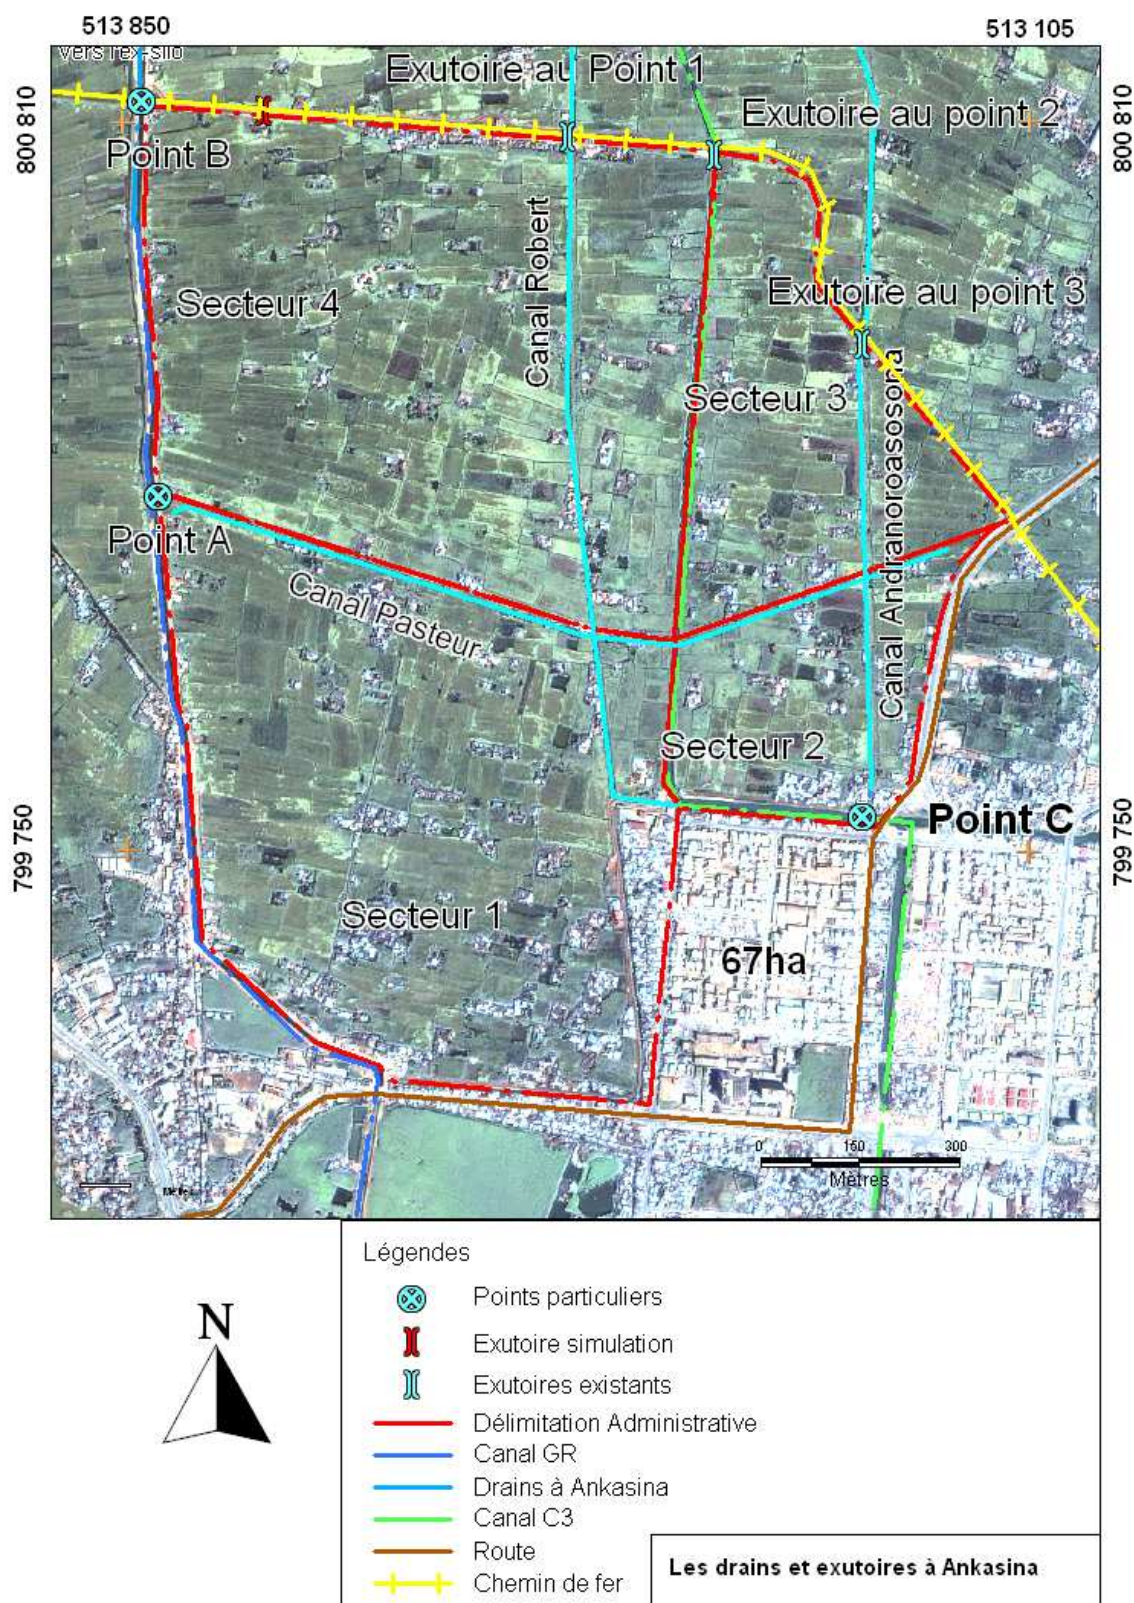 513 850
513 105
vers l'ex-silo
Exutoire au Point 1
800 810
800 810
Exutoire au point 2
Point B
Canal Robert
Secteur 4
Exutoire au point 3
Secteur 3
Canal Andranoroasosona
Point A
Canal Pasteur
Secteur 2
799 750
799 750
Point C
Secteur 1
67ha
0 150 300
Mètres
Légendes
Points particuliers
Exutoire simulation
Exutoires existants
Délimitation Administrative
Canal GR
Drains à Ankasina
Canal C3
Route
Chemin de fer
N
Les drains et exutoires à Ankasina